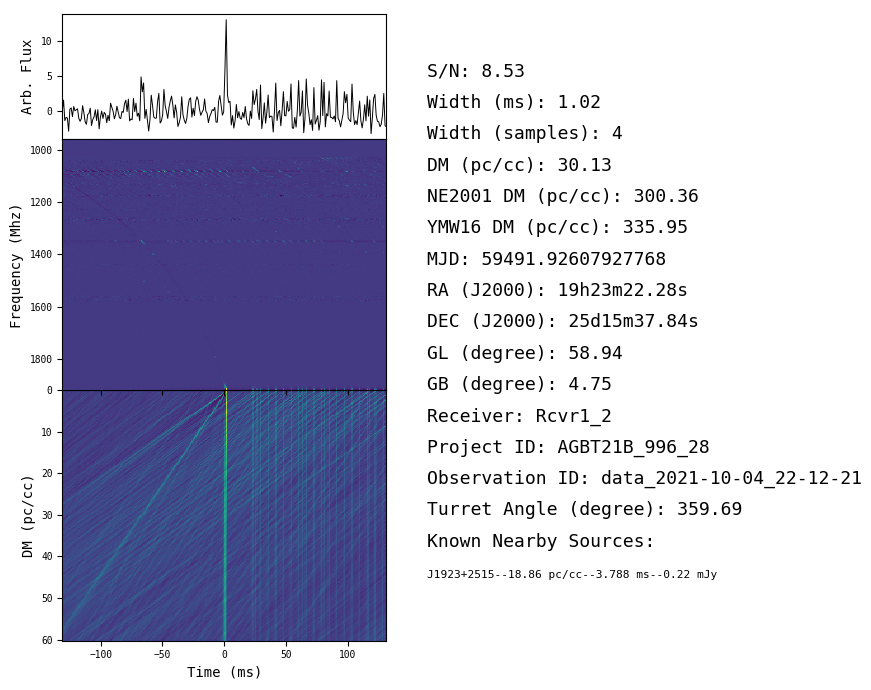 Arb. Flux
10
5
0
Frequency (Mhz)
1000
1200
1400
1600
1800
DM (pc/cc)
0
10
20
30
40
50
60
−100
−50
0
50
100
Time (ms)
S/N: 8.53
Width (ms): 1.02
Width (samples): 4
DM (pc/cc): 30.13
NE2001 DM (pc/cc): 300.36
YMW16 DM (pc/cc): 335.95
MJD: 59491.92607927768
RA (J2000): 19h23m22.28s
DEC (J2000): 25d15m37.84s
GL (degree): 58.94
GB (degree): 4.75
Receiver: Rcvr1_2
Project ID: AGBT21B_996_28
Observation ID: data_2021-10-04_22-12-21
Turret Angle (degree): 359.69
Known Nearby Sources:
J1923+2515--18.86 pc/cc--3.788 ms--0.22 mJy